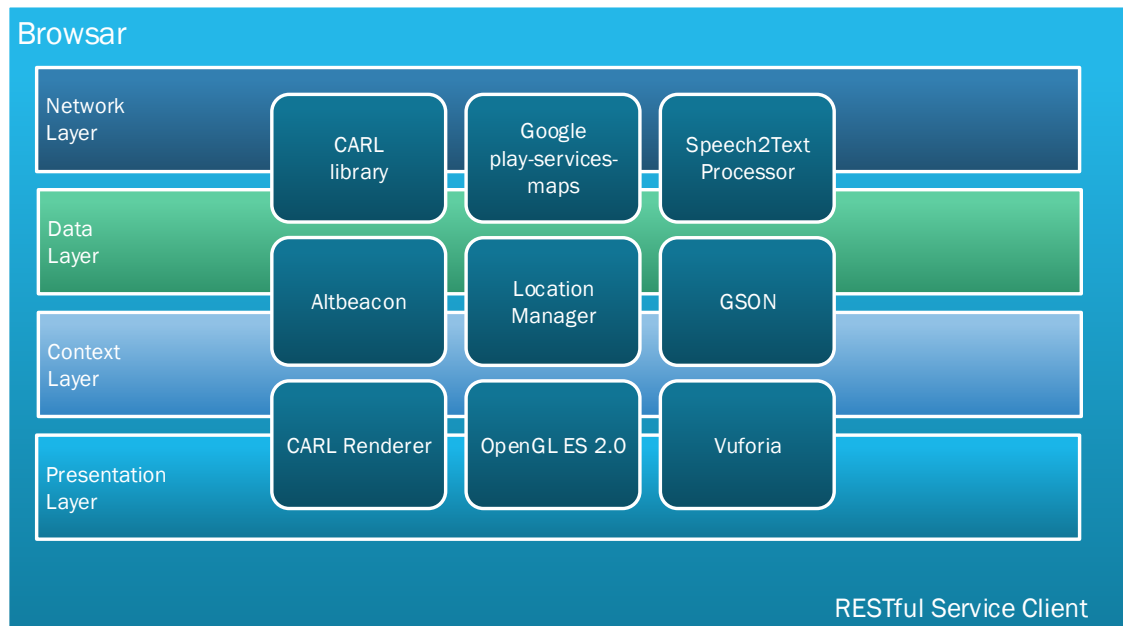 Browsar
Network
Layer
CARL
library
Google
play-services-
maps
Speech2Text
Processor
Data
Layer
Altbeacon
Location
Manager
GSON
Context
Layer
CARL Renderer
OpenGL ES 2.0
Vuforia
Presentation
Layer
RESTful Service Client